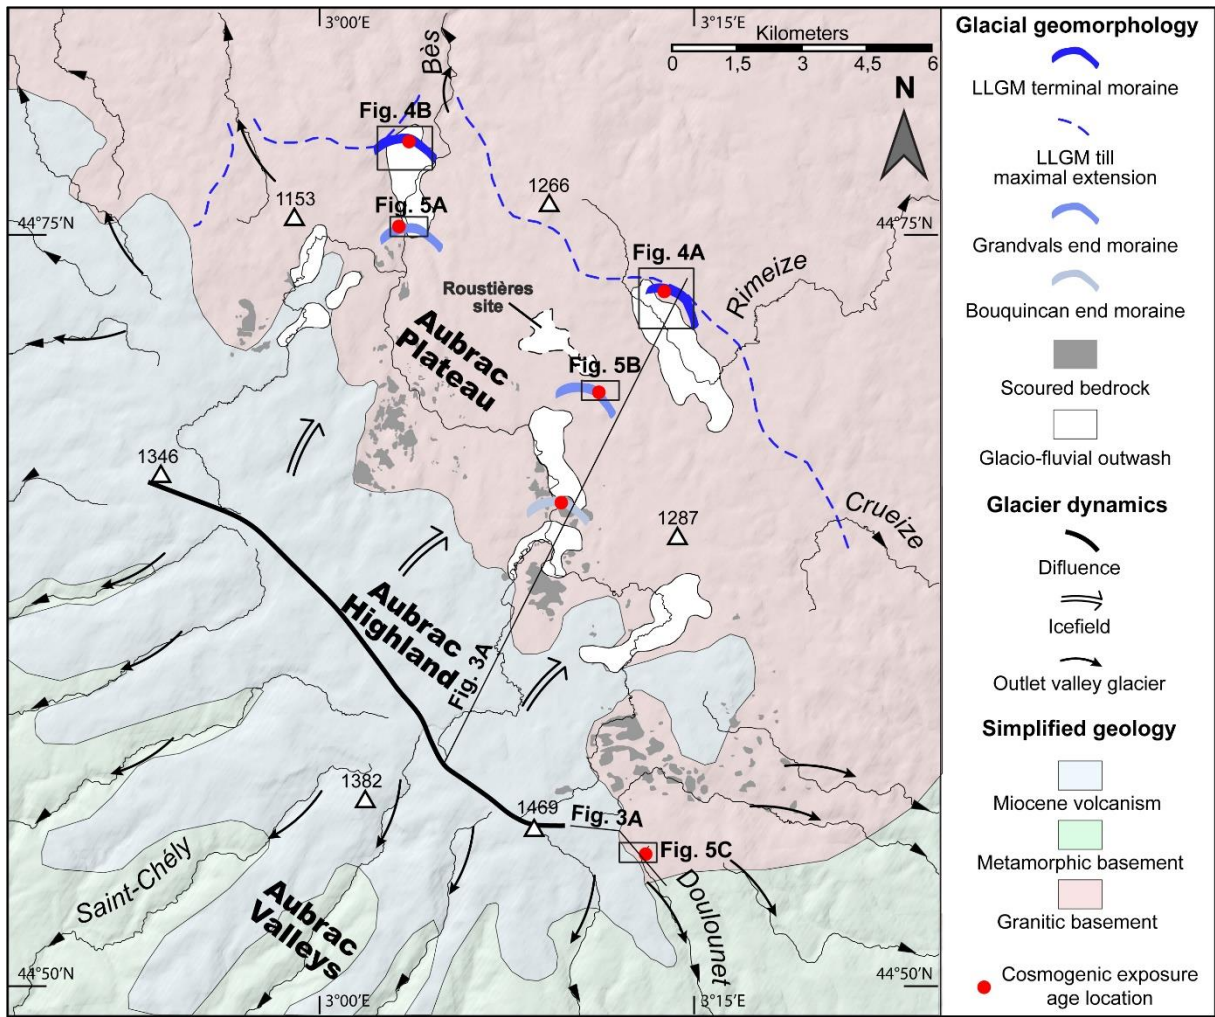 3°00'E
3°15'E
Kilometers
0 1,5 3 4,5 6
N
Bès
Fig. 4B
1153
1266
Fig. 5A
44°75'N
44°75'N
Fig. 4A
Rimeize
Roustières
site
Aubrac
Plateau
Fig. 5B
1346
Crueize
1287
Aubrac
Highland
Fig. 3A
1382
1469
Fig. 3A
Fig. 5C
Saint-Chély
Doulounet
Aubrac
Valleys
44°50'N
44°50'N
3°00'E
3°15'E
Glacial geomorphology
LLGM terminal moraine
LLGM till
maximal extension
Grandvals end moraine
Bouquincan end moraine
Scoured bedrock
Glacio-fluvial outwash
Glacier dynamics
Difluence
Icefield
Outlet valley glacier
Simplified geology
Miocene volcanism
Metamorphic basement
Granitic basement
Cosmogenic exposure
age location